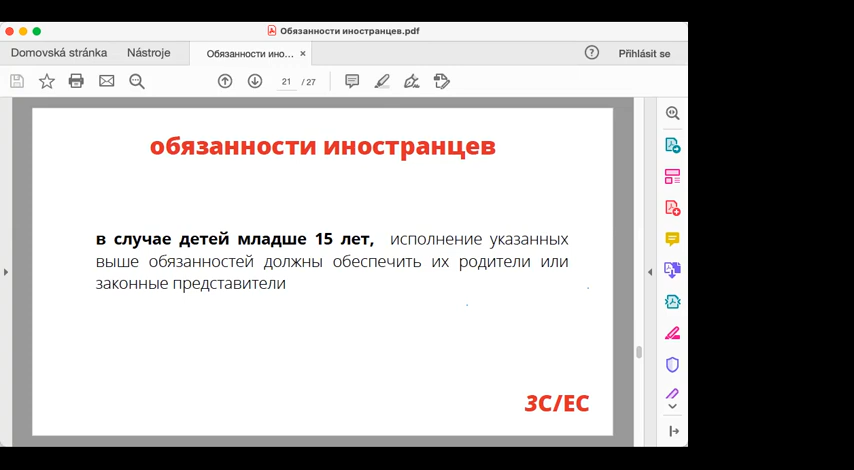 Обязанности иностранцев.pdf
Domovská stránka Nástroje Обязанности ино... × ? Přihlásit se
21 / 27
обязанности иностранцев
в случае детей младше 15 лет, исполнение указанных
выше обязанностей должны обеспечить их родители или
законные представители
3С/ЕС